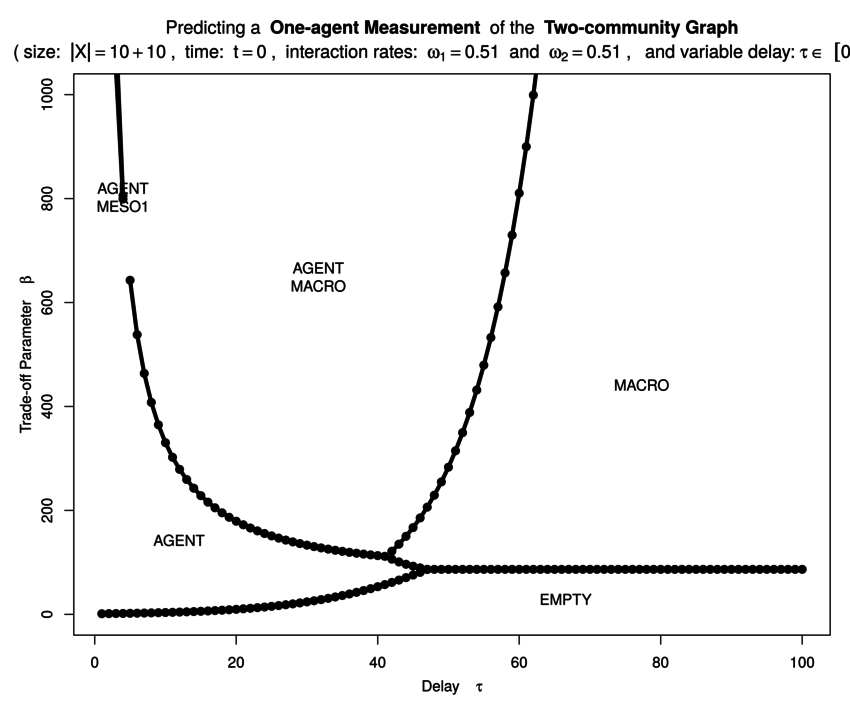 Predicting a One-agent Measurement of the Two-community Graph
( size: |X| = 10 + 10 , time: t = 0 , interaction rates: ω₁ = 0.51 and ω₂ = 0.51 , and variable delay: τ ∈ [0
1000
800
600
400
200
0
Trade-off Parameter β
AGENT
MESO1
AGENT
MACRO
MACRO
AGENT
EMPTY
0 20 40 60 80 100
Delay τ